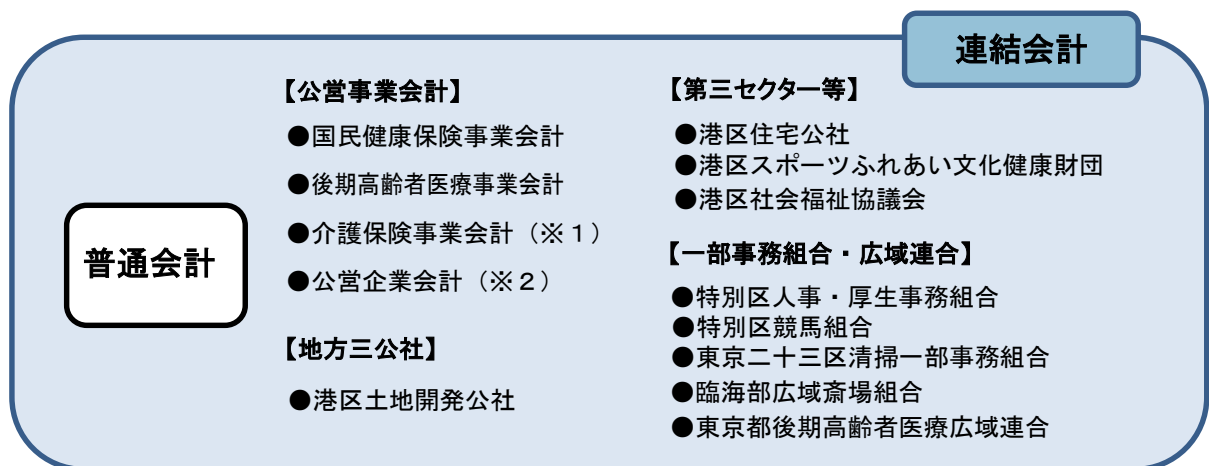 連結会計
普通会計
【公営事業会計】
●国民健康保険事業会計
●後期高齢者医療事業会計
●介護保険事業会計（※１）
●公営企業会計（※２）
【地方三公社】
●港区土地開発公社
【第三セクター等】
●港区住宅公社
●港区スポーツふれあい文化健康財団
●港区社会福祉協議会
【一部事務組合・広域連合】
●特別区人事・厚生事務組合
●特別区競馬組合
●東京二十三区清掃一部事務組合
●臨海部広域斎場組合
●東京都後期高齢者医療広域連合